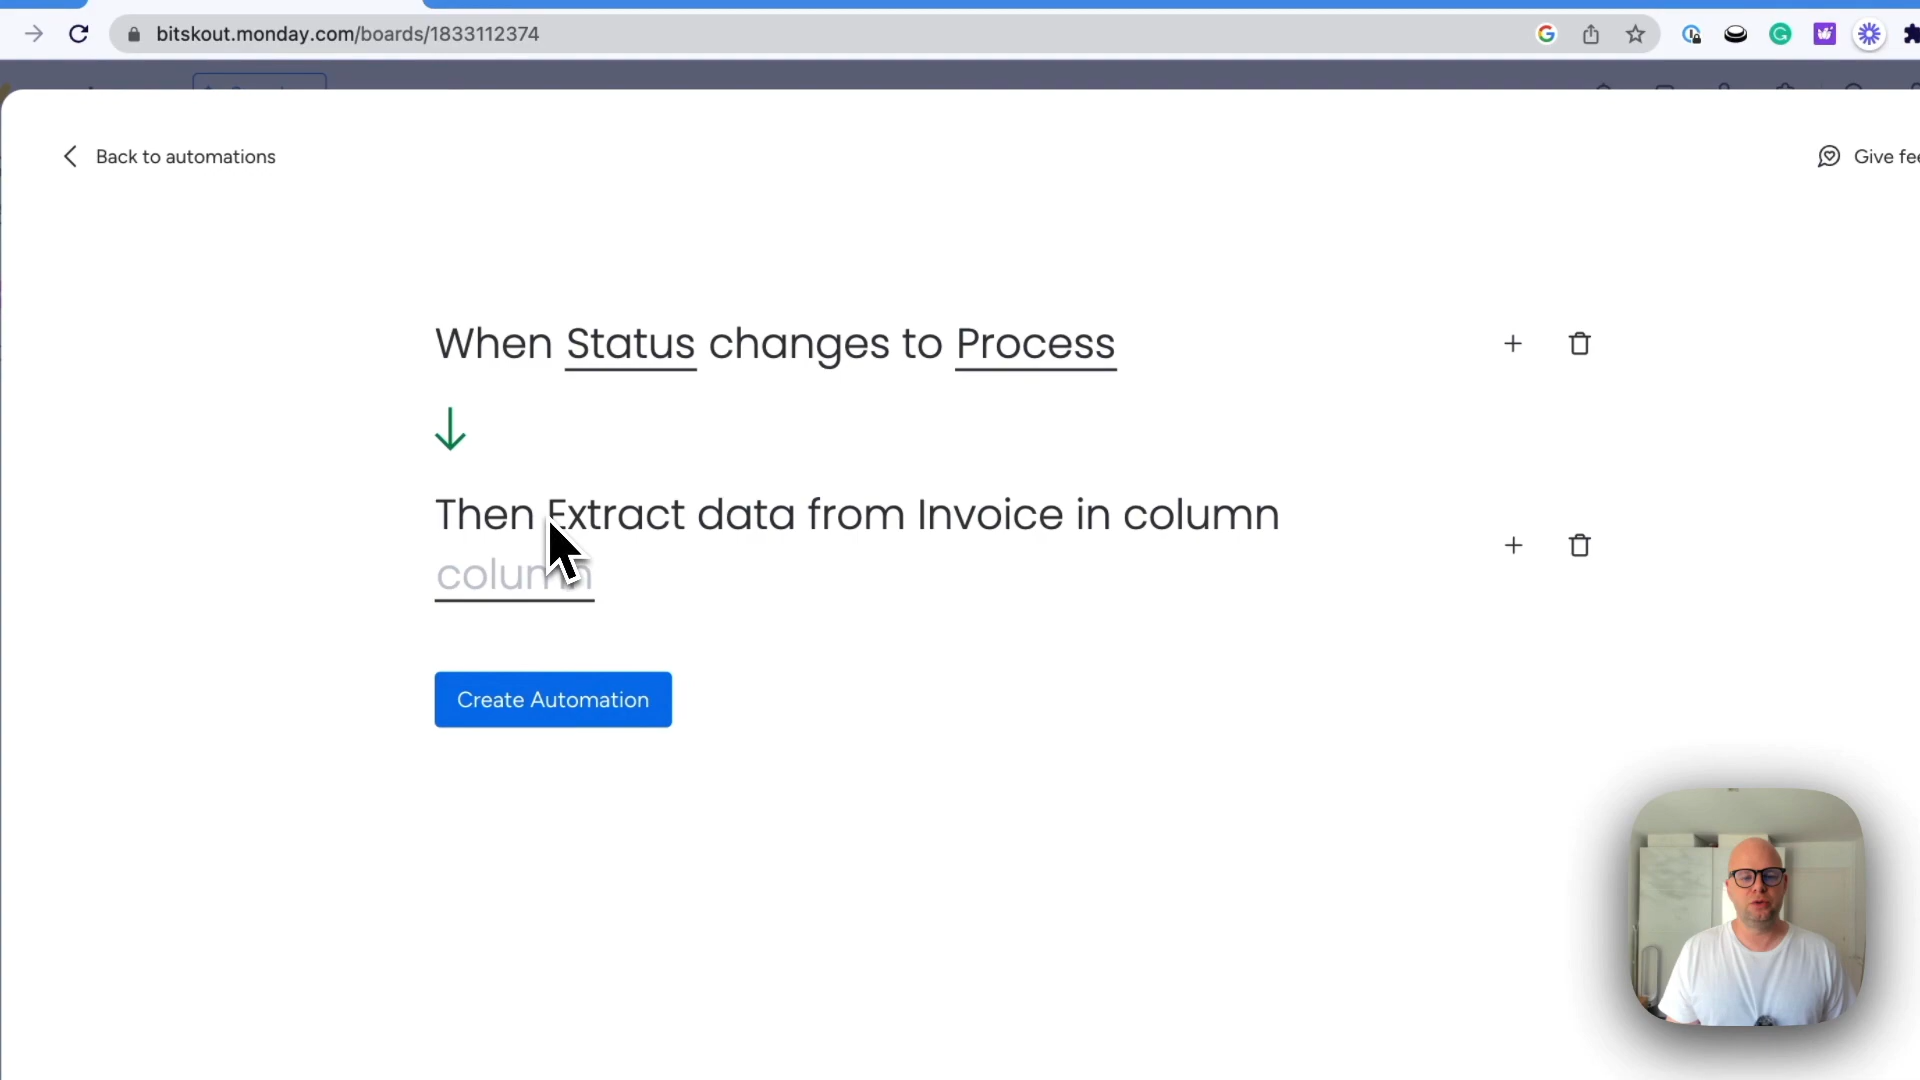 bitskout.monday.com/boards/1833112374
Back to automations
Give fee
When Status changes to Process
Then Extract data from Invoice in column
column
Create Automation